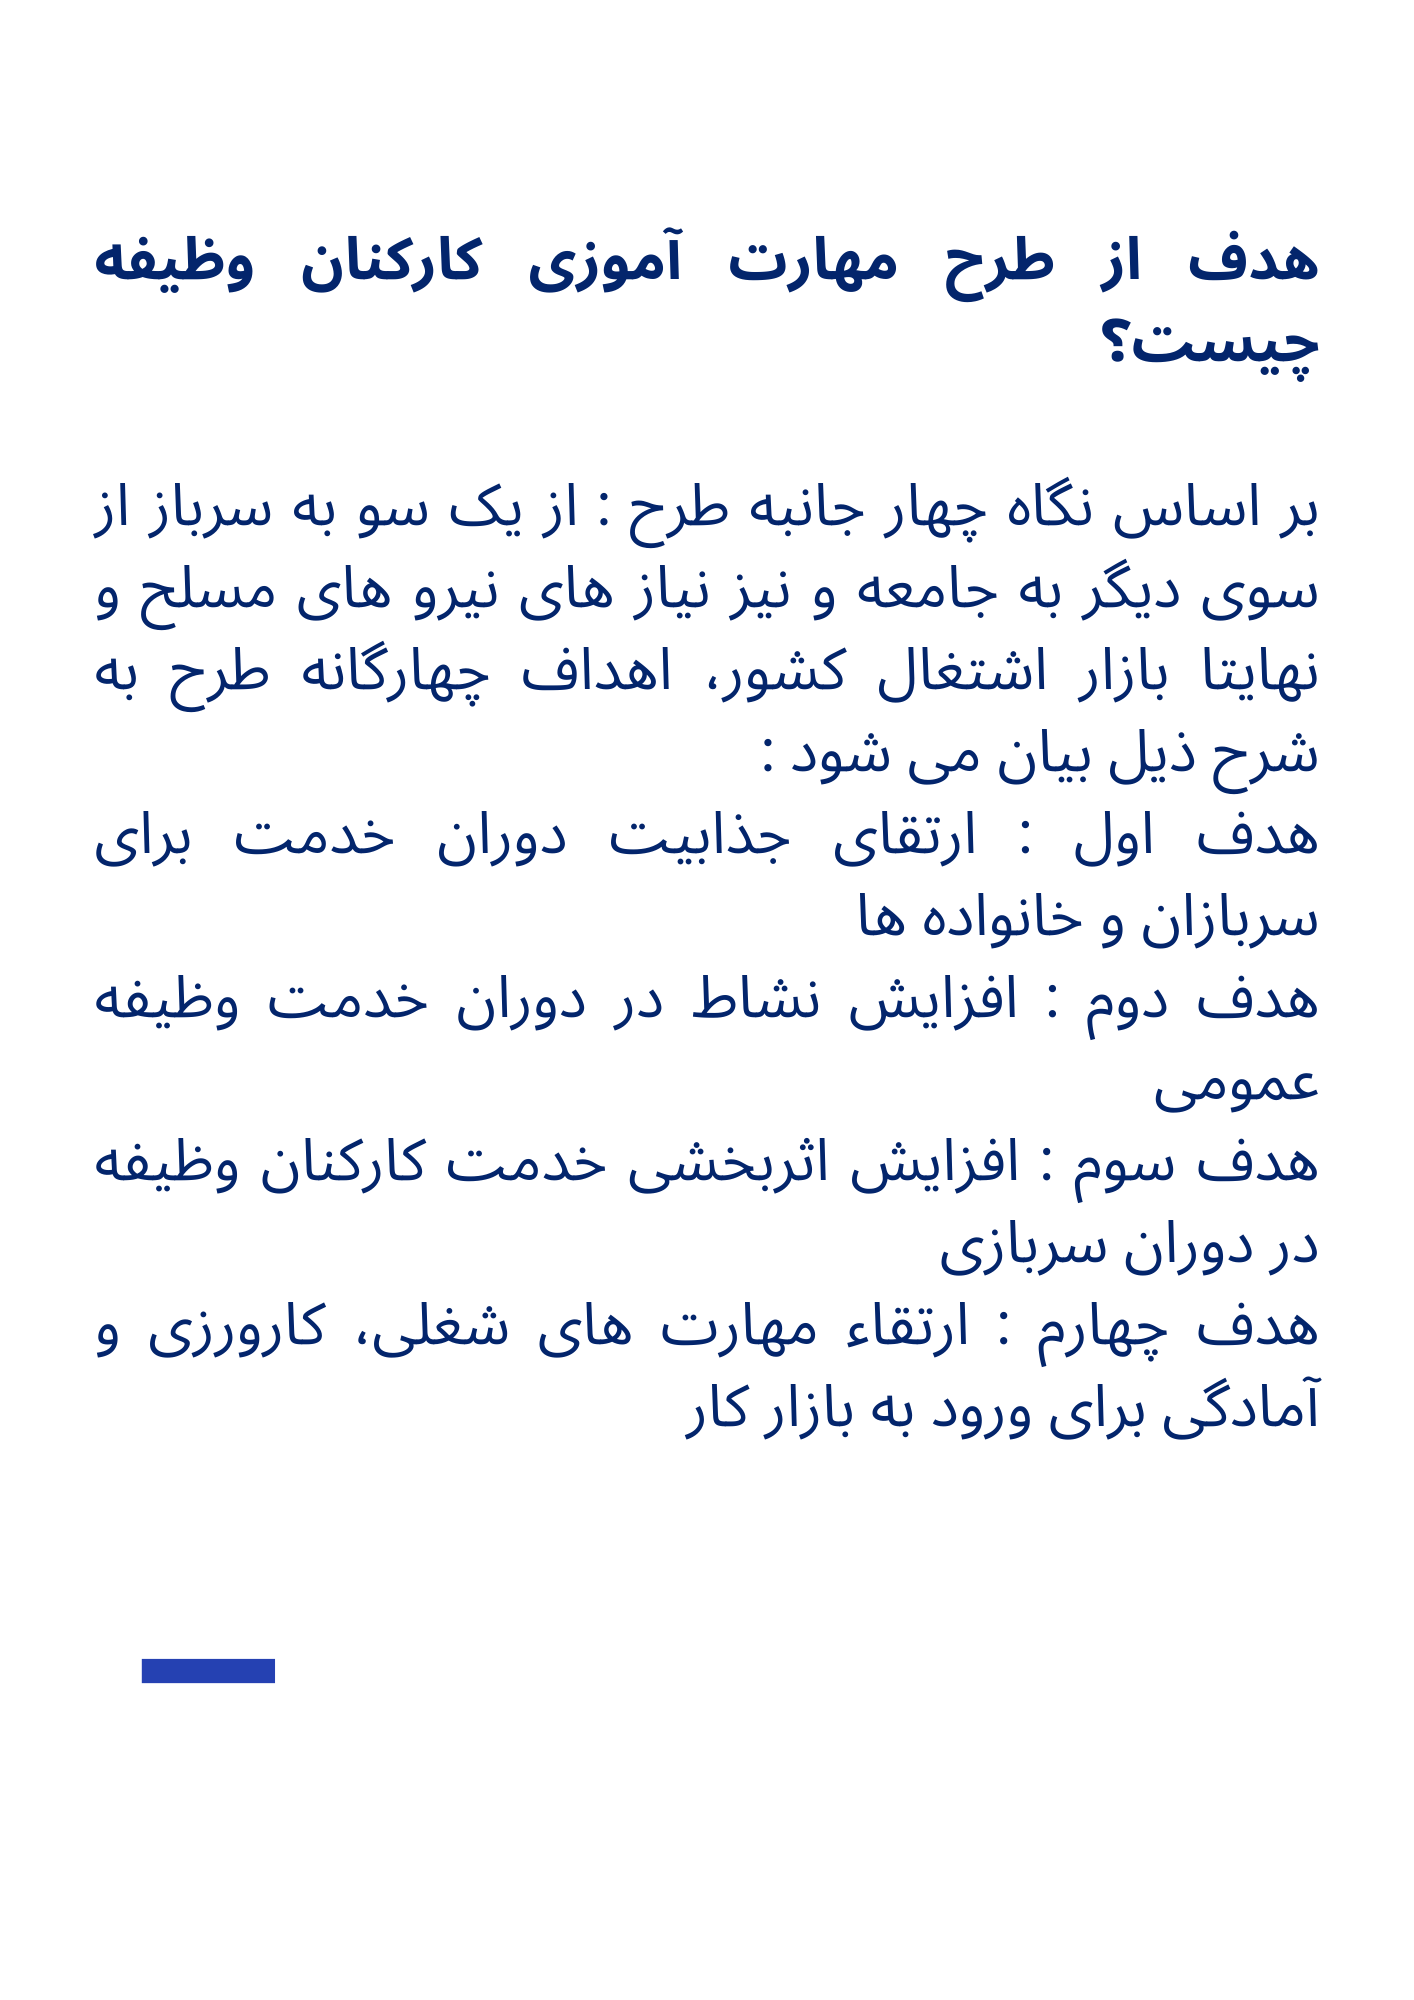 هدف از طرح مهارت آموزی کارکنان وظیفه
چیست؟
بر اساس نگاه چهار جانبه طرح : از یک سو به سرباز از
سوی دیگر به جامعه و نیز نیاز های نیرو های مسلح و
نهایتا بازار اشتغال کشور، اهداف چهارگانه طرح به
شرح ذیل بیان می شود :
هدف اول : ارتقای جذابیت دوران خدمت برای
سربازان و خانواده ها
هدف دوم : افزایش نشاط در دوران خدمت وظیفه
عمومی
هدف سوم : افزایش اثربخشی خدمت کارکنان وظیفه
در دوران سربازی
هدف چهارم : ارتقاء مهارت های شغلی، کارورزی و
آمادگی برای ورود به بازار کار